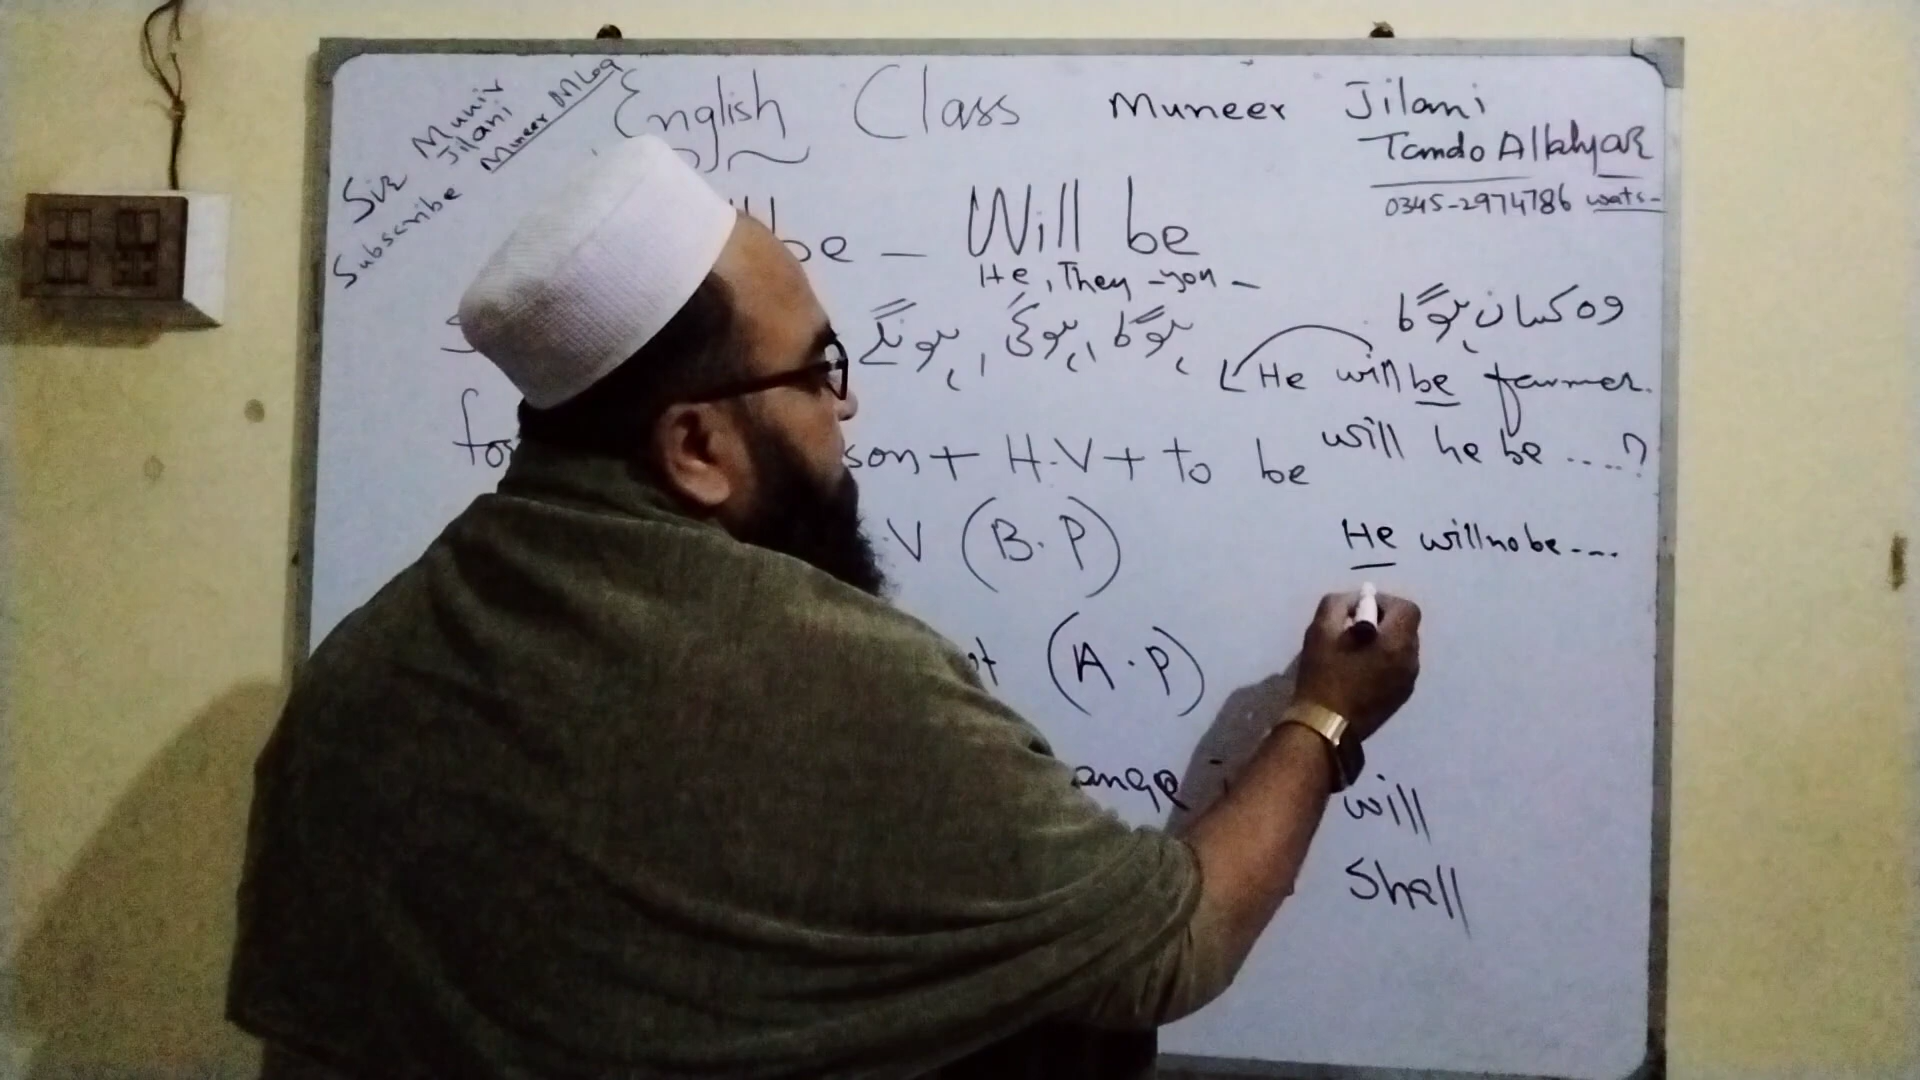 Sir Munir
Jilani
Subscribe Muneer MLog
English Class Muneer Jilani
Tando Allahyar
0345-2974786 wats-
be - Will be
He, They - you -
ہوگا، ہوگی، ہونگے
وہ کسان ہوگا
He will be farmer.
son + H.V + to be
will he be ....?
V (B.P)
He will no be ....
(A.P)
will
Shall